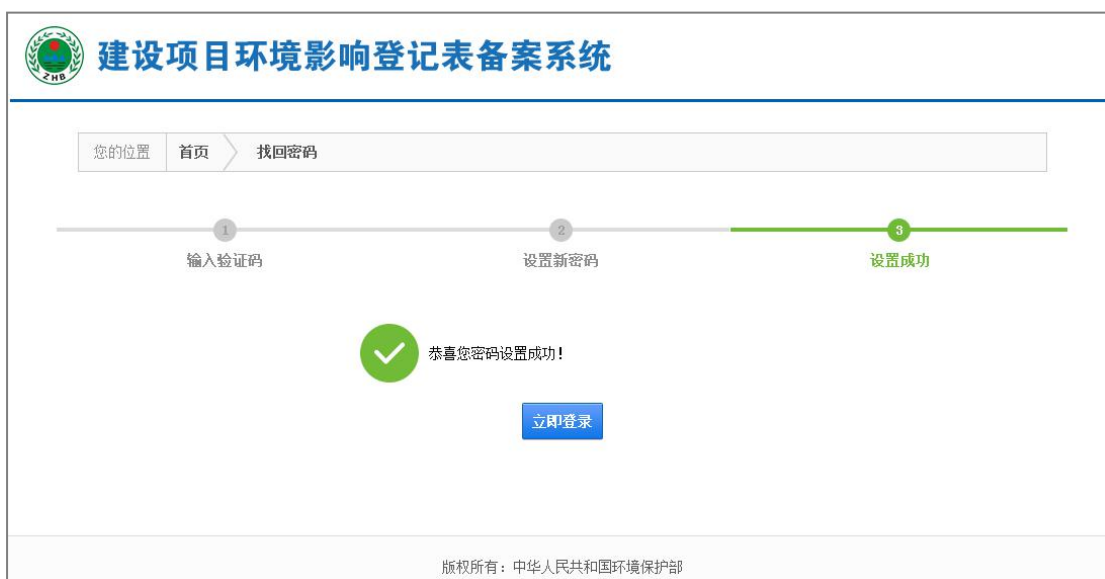 ZHB
建设项目环境影响登记表备案系统
您的位置 首页 找回密码
1 2 3
输入验证码 设置新密码 设置成功
恭喜您密码设置成功!
立即登录
版权所有：中华人民共和国环境保护部